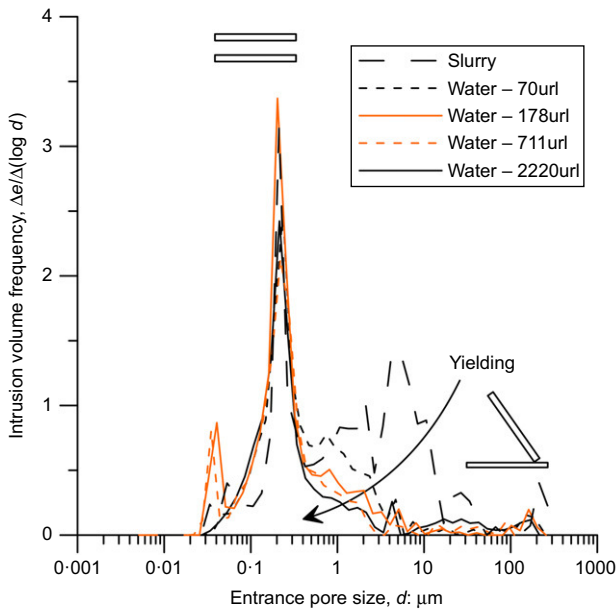 4
3
2
1
0
Intrusion volume frequency, Δe/Δ(log d)
Slurry
Water – 70url
Water – 178url
Water – 711url
Water – 2220url
Yielding
0·001
0·01
0·1
1
10
100
1000
Entrance pore size, d: μm